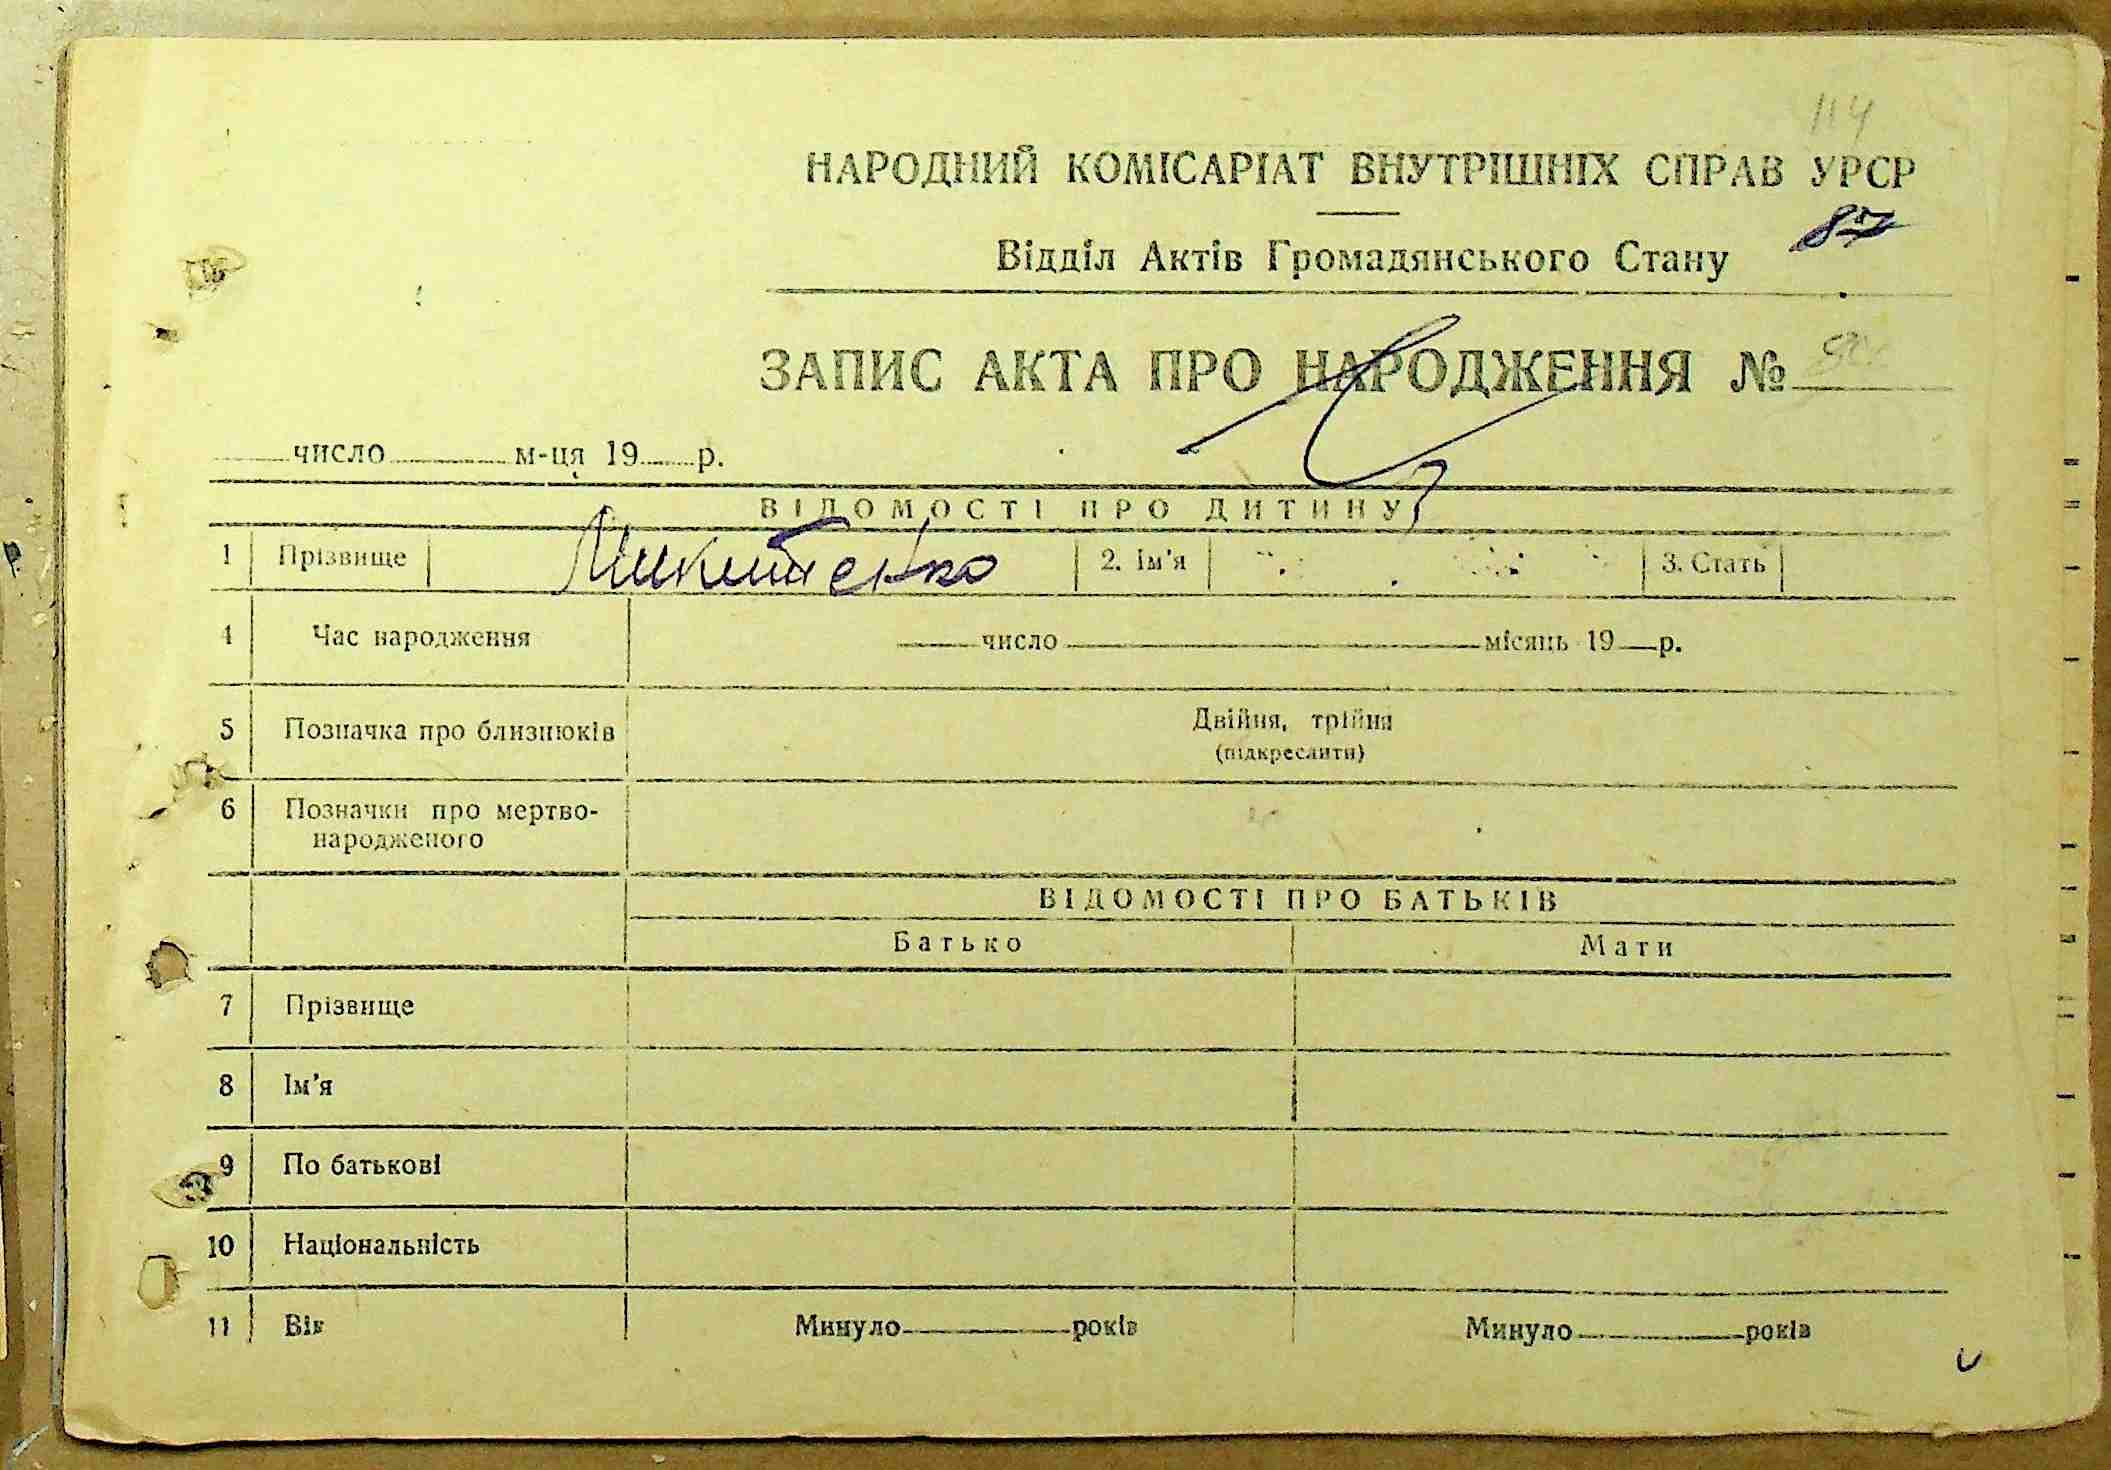 114
НАРОДНИЙ КОМІСАРІАТ ВНУТРІШНІХ СПРАВ УРСР
87
Відділ Актів Громадянського Стану
ЗАПИС АКТА ПРО НАРОДЖЕННЯ №
число м-ця 19 р.
ВІДОМОСТІ ПРО ДИТИНУ
1 Прізвище Микитенко 2. Ім'я 3. Стать
4 Час народження число місяць 19 р.
5 Позначка про близнюків Двійня, трійня
(підкреслити)
6 Позначки про мертво-
народженого
ВІДОМОСТІ ПРО БАТЬКІВ
Батько Мати
7 Прізвище
8 Ім'я
9 По батькові
10 Національність
11 Вік Минуло років Минуло років